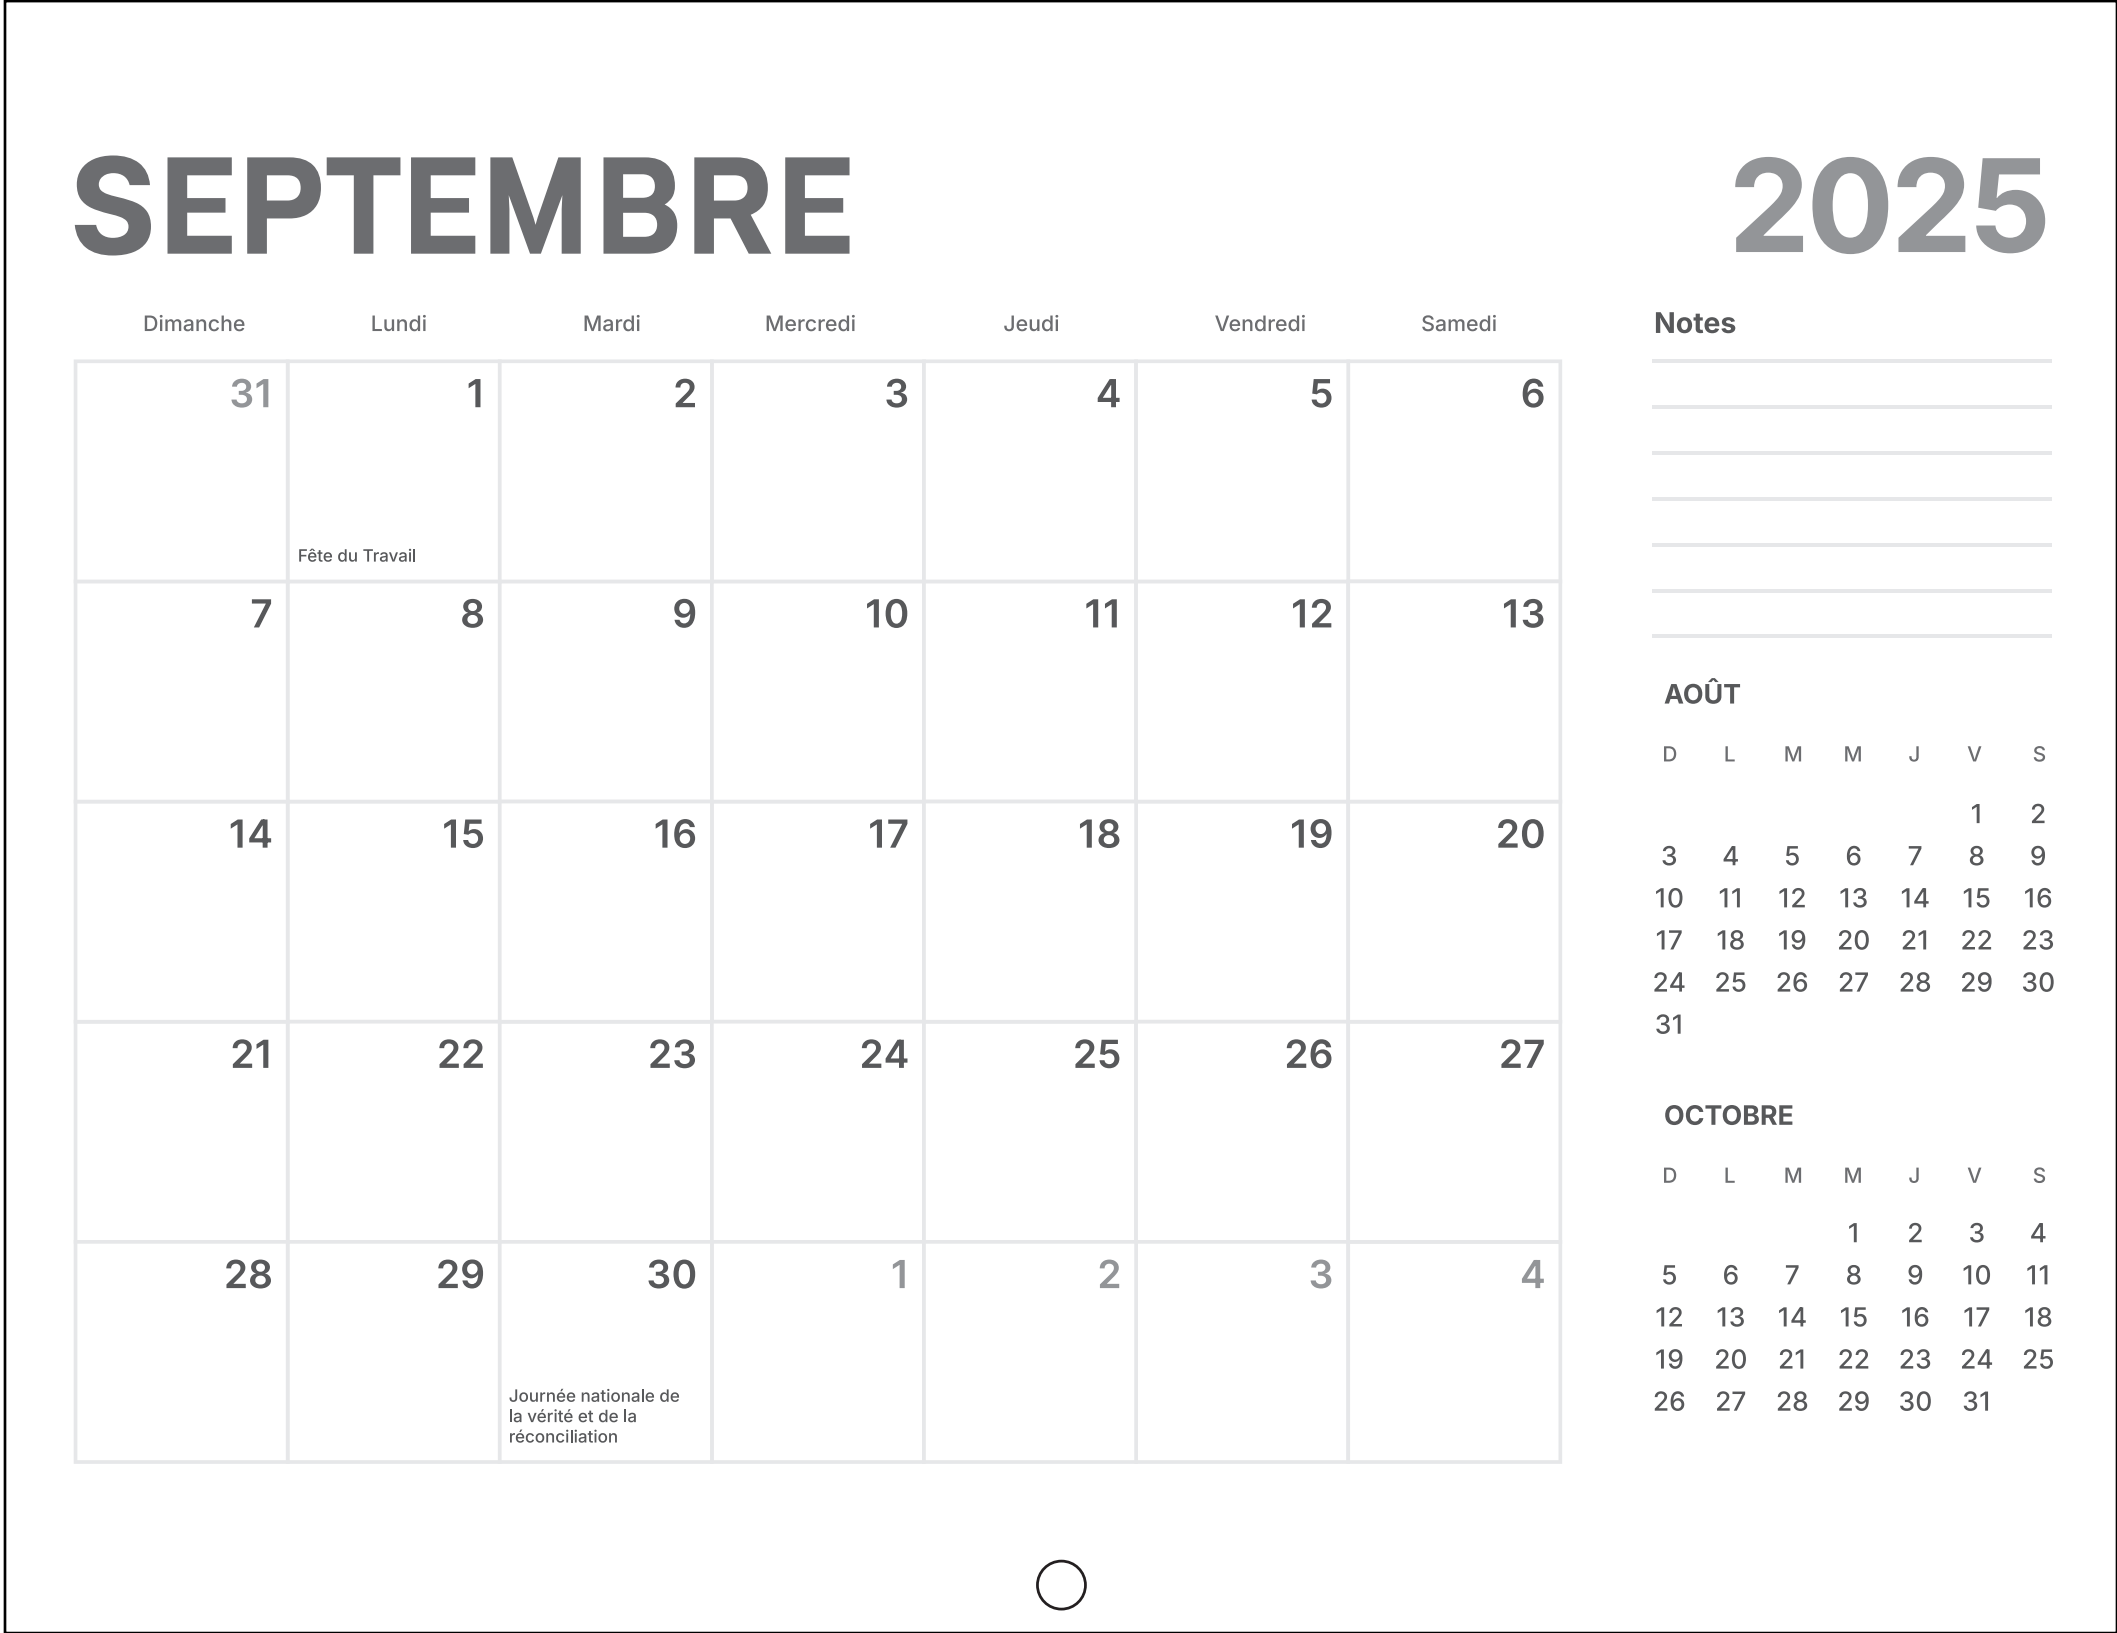 SEPTEMBRE 2025
Dimanche Lundi Mardi Mercredi Jeudi Vendredi Samedi
31 1 2 3 4 5 6
Fête du Travail
7 8 9 10 11 12 13
14 15 16 17 18 19 20
21 22 23 24 25 26 27
28 29 30 1 2 3 4
Journée nationale de
la vérité et de la
réconciliation
Notes
AOÛT
D L M M J V S
1 2
3 4 5 6 7 8 9
10 11 12 13 14 15 16
17 18 19 20 21 22 23
24 25 26 27 28 29 30
31
OCTOBRE
D L M M J V S
1 2 3 4
5 6 7 8 9 10 11
12 13 14 15 16 17 18
19 20 21 22 23 24 25
26 27 28 29 30 31